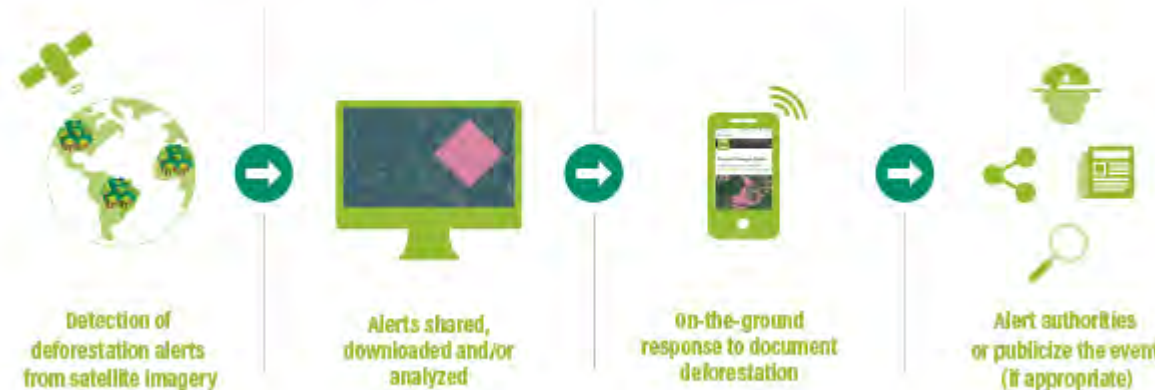 Detection of
deforestation alerts
from satellite imagery
Alerts shared,
downloaded and/or
analyzed
On-the-ground
response to document
deforestation
Alert authorities
or publicize the event
(if appropriate)